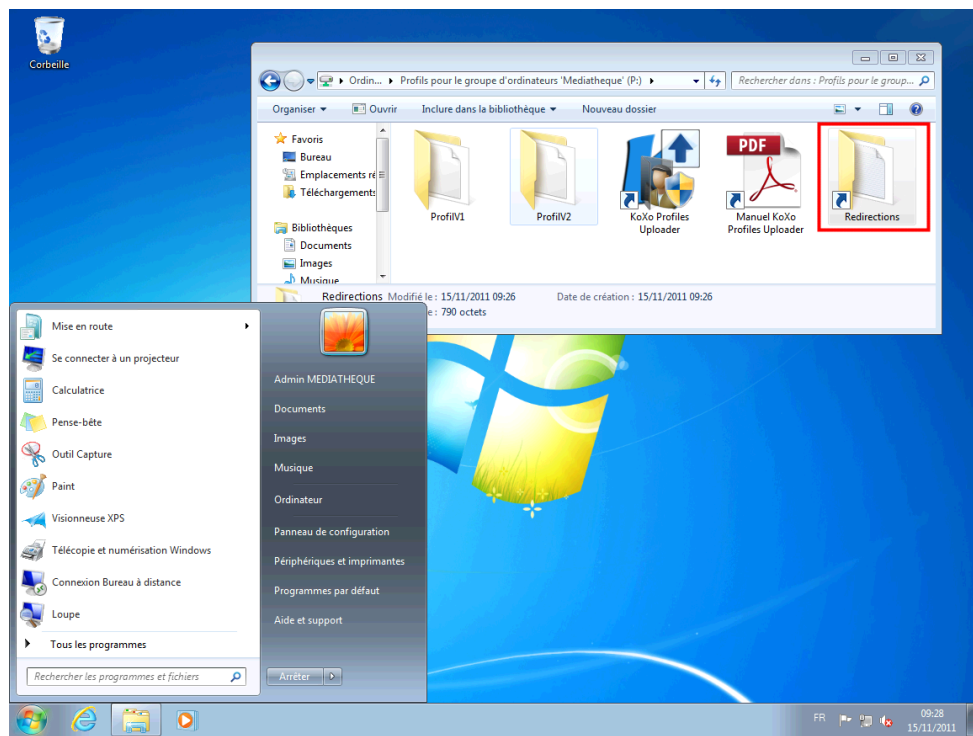 Corbeille
Ordin... Profils pour le groupe d'ordinateurs 'Mediatheque' (P:)
Rechercher dans : Profils pour le group...
Organiser Ouvrir Inclure dans la bibliothèque Nouveau dossier
Favoris
Bureau
Emplacements ré
Téléchargements
Bibliothèques
Documents
Images
Musique
ProfilV1
ProfilV2
KoXo Profiles
Uploader
PDF
Manuel KoXo
Profiles Uploader
Redirections
Redirections Modifié le : 15/11/2011 09:26 Date de création : 15/11/2011 09:26
e : 790 octets
Mise en route
Se connecter à un projecteur
Calculatrice
Pense-bête
Outil Capture
Paint
Visionneuse XPS
Télécopie et numérisation Windows
Connexion Bureau à distance
Loupe
Tous les programmes
Rechercher les programmes et fichiers
Admin MEDIATHEQUE
Documents
Images
Musique
Ordinateur
Panneau de configuration
Périphériques et imprimantes
Programmes par défaut
Aide et support
Arrêter
FR
09:28
15/11/2011